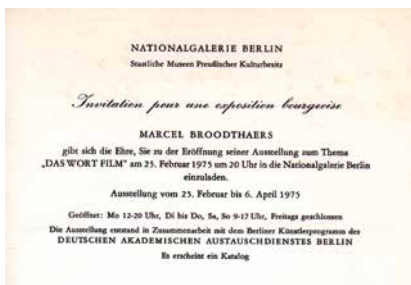 NATIONALGALERIE BERLIN
Staatliche Museen Preußischer Kulturbesitz
Invitation pour une exposition bourgeoise
MARCEL BROODTHAERS
gibt sich die Ehre, Sie zu der Eröffnung seiner Ausstellung zum Thema
„DAS WORT FILM“ am 25. Februar 1975 um 20 Uhr in die Nationalgalerie Berlin
einzuladen.
Ausstellung vom 25. Februar bis 6. April 1975
Geöffnet: Mo 12-20 Uhr, Di bis Do, Sa, So 9-17 Uhr, Freitags geschlossen
Die Ausstellung entstand in Zusammenarbeit mit dem Berliner Künstlerprogramm des
DEUTSCHEN AKADEMISCHEN AUSTAUSCHDIENSTES BERLIN
Es erscheint ein Katalog